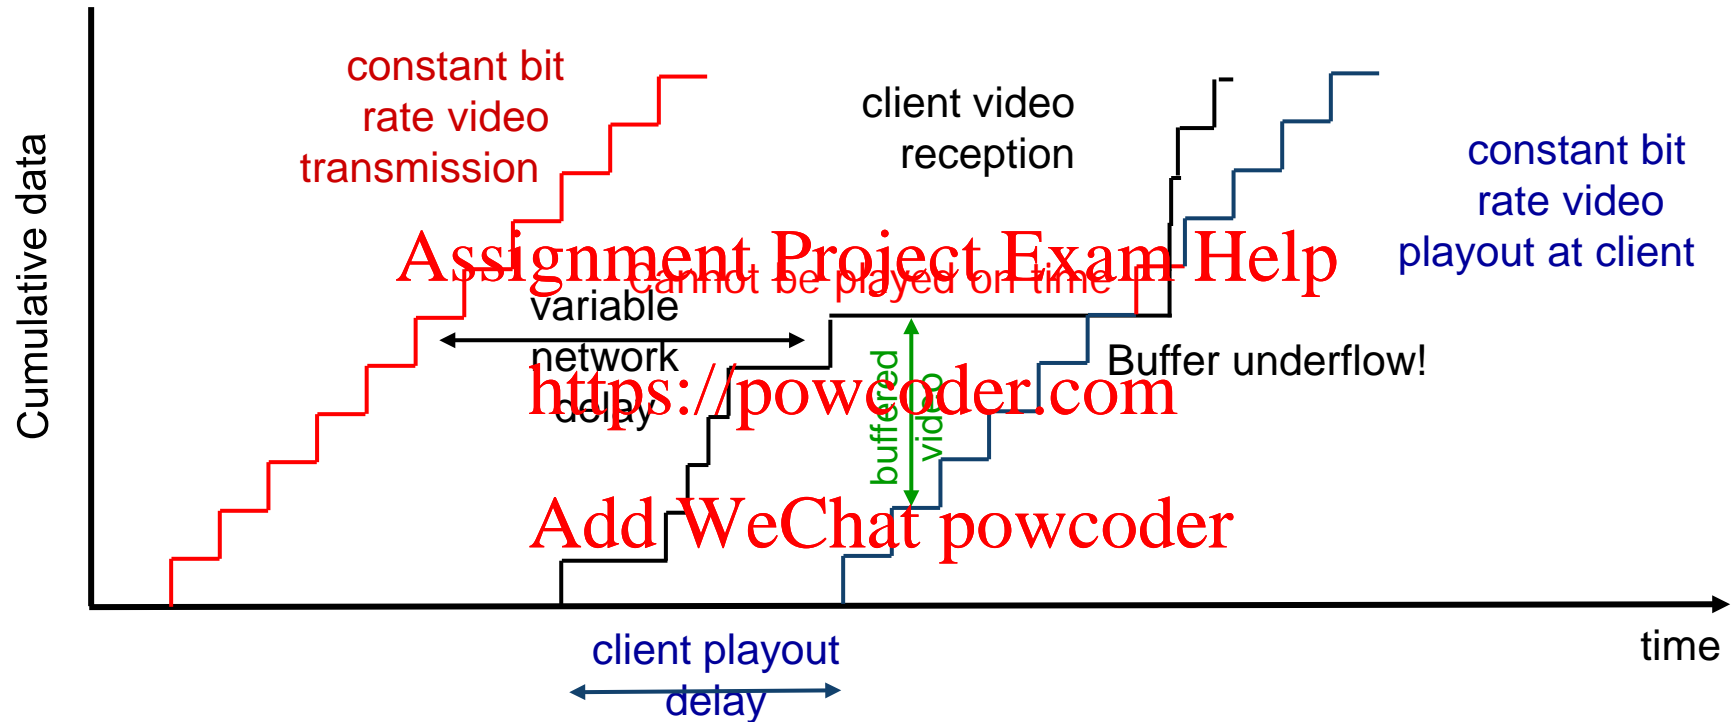 constant bit
rate video
transmission
client video
reception
constant bit
rate video
playout at client
Cumulative data
Assignment Project Exam Help
cannot be played on time
variable
network
delay
Buffer underflow!
https://powcoder.com
buffered
video
Add WeChat powcoder
time
client playout
delay